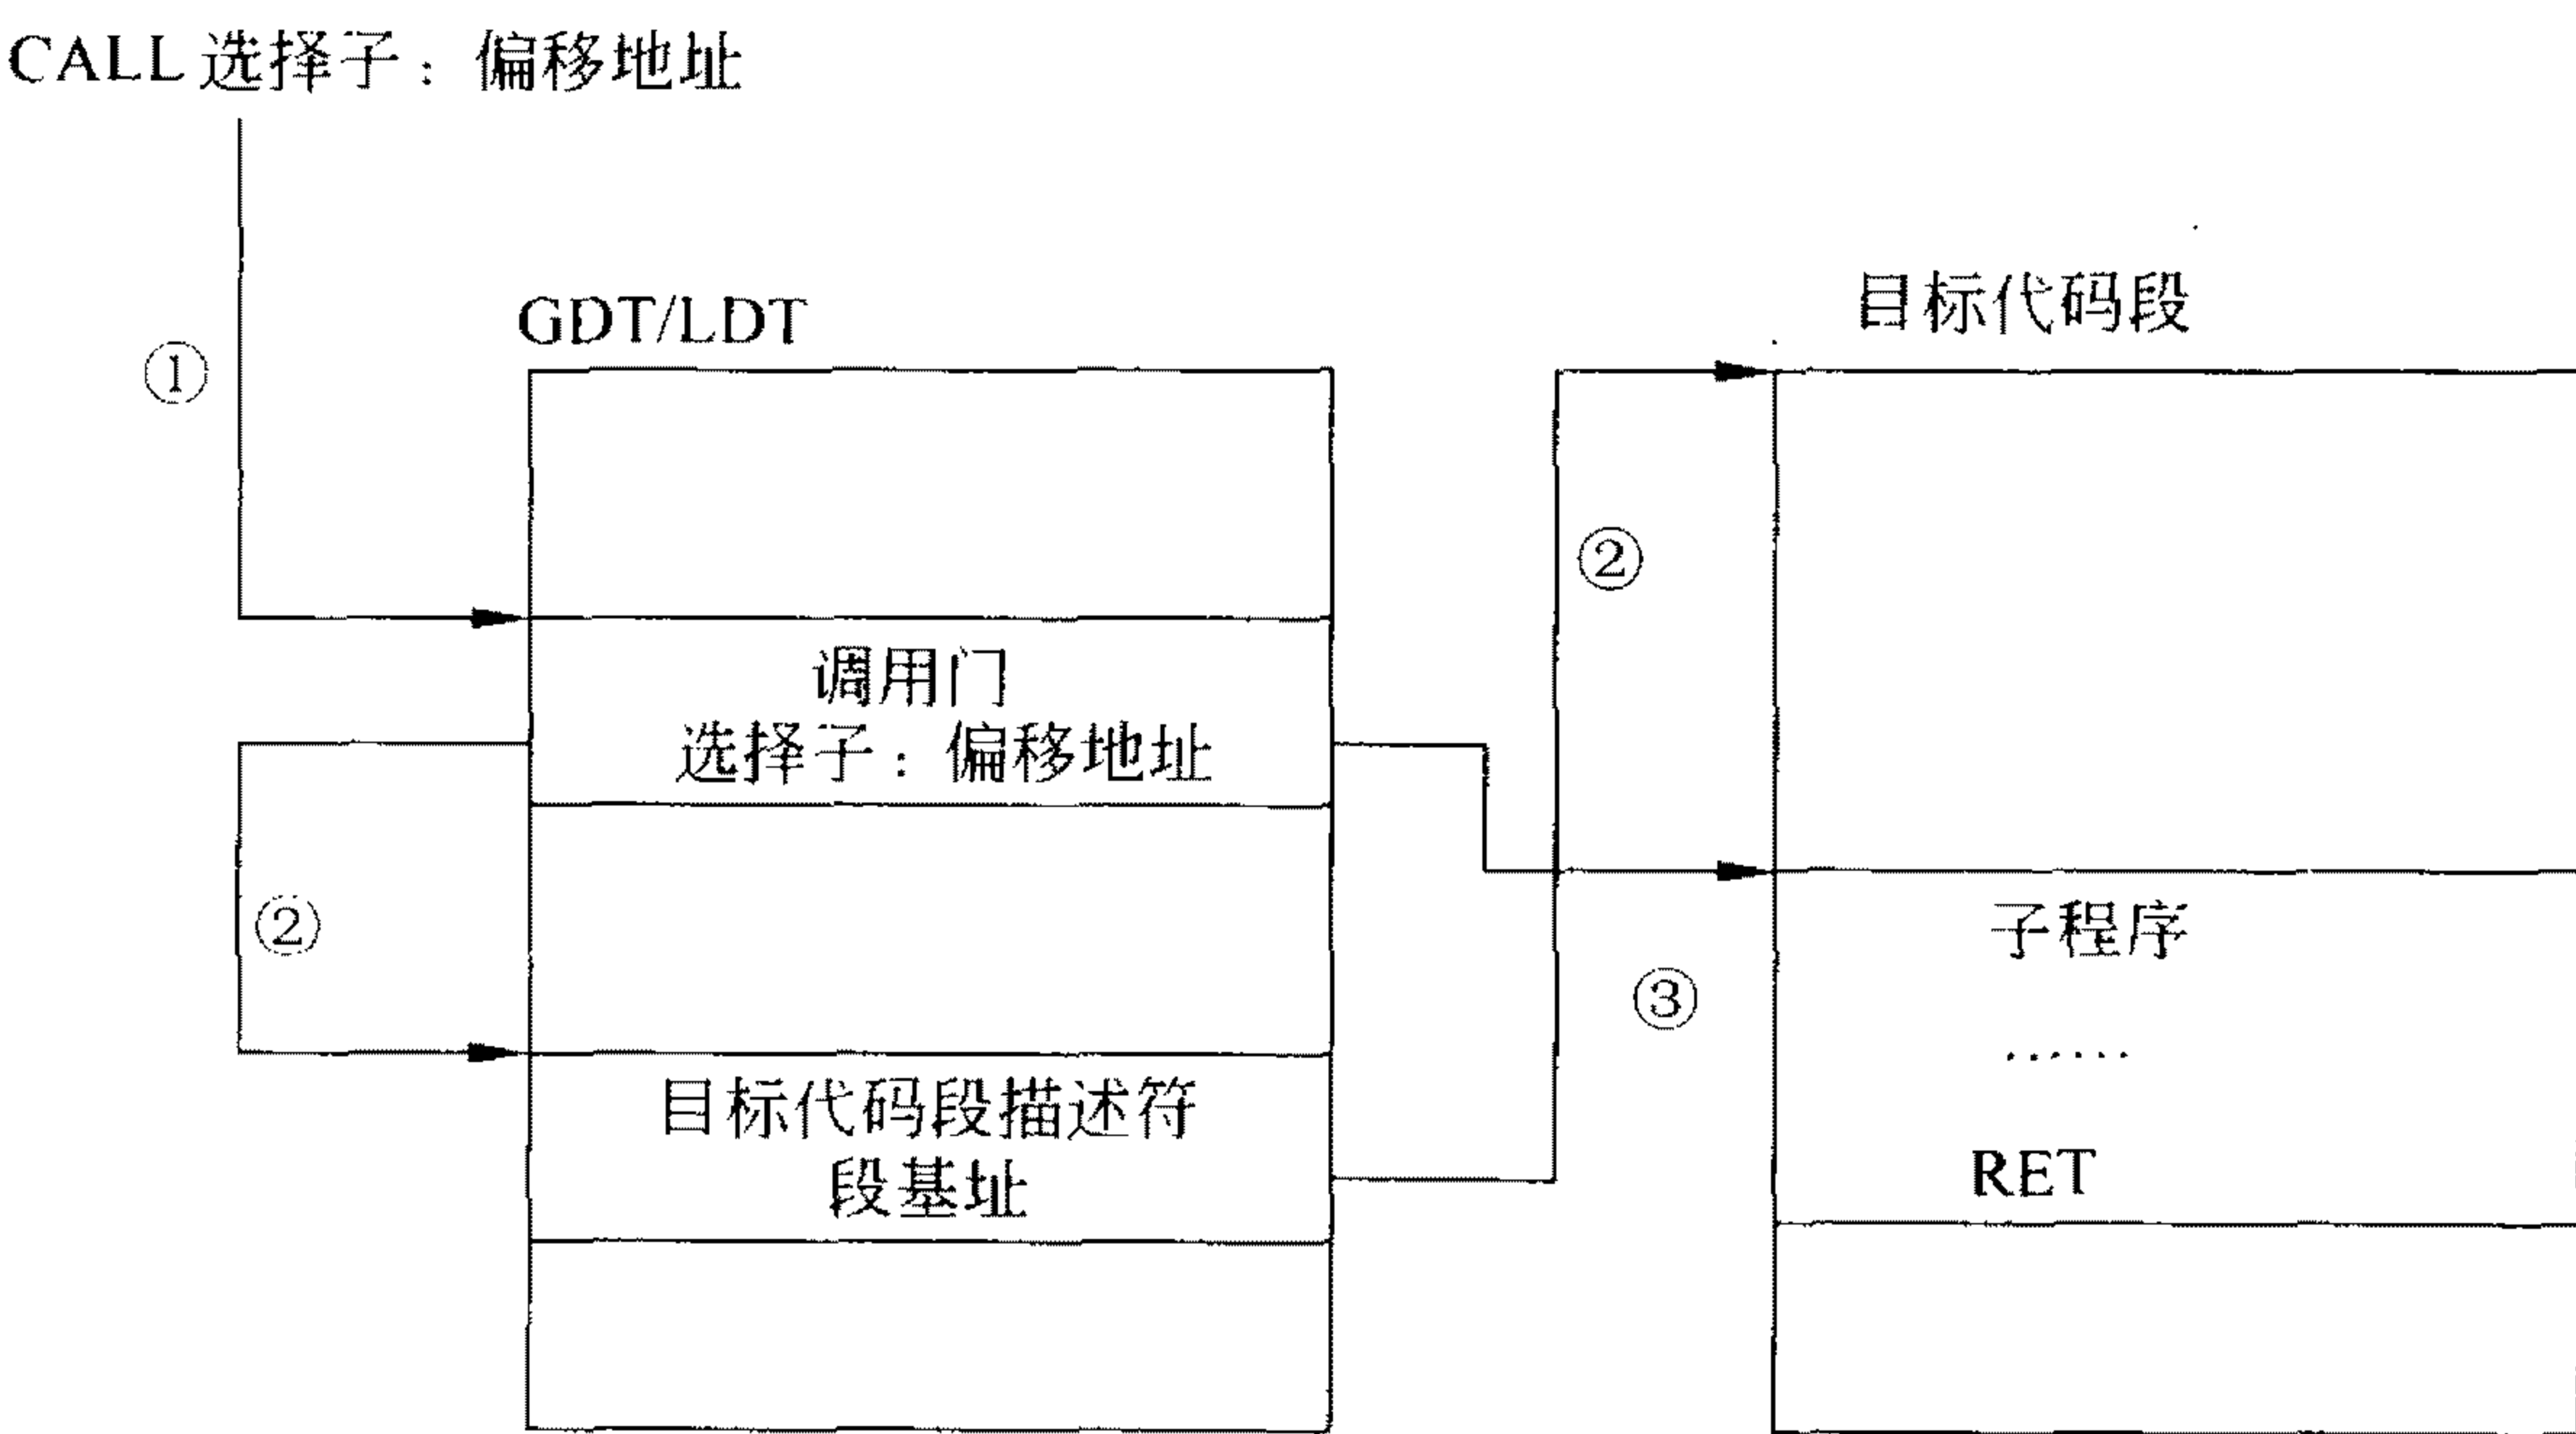 CALL 选择子：偏移地址
①
GDT/LDT
目标代码段
②
调用门
选择子：偏移地址
②
子程序
③
……
目标代码段描述符
段基址
RET